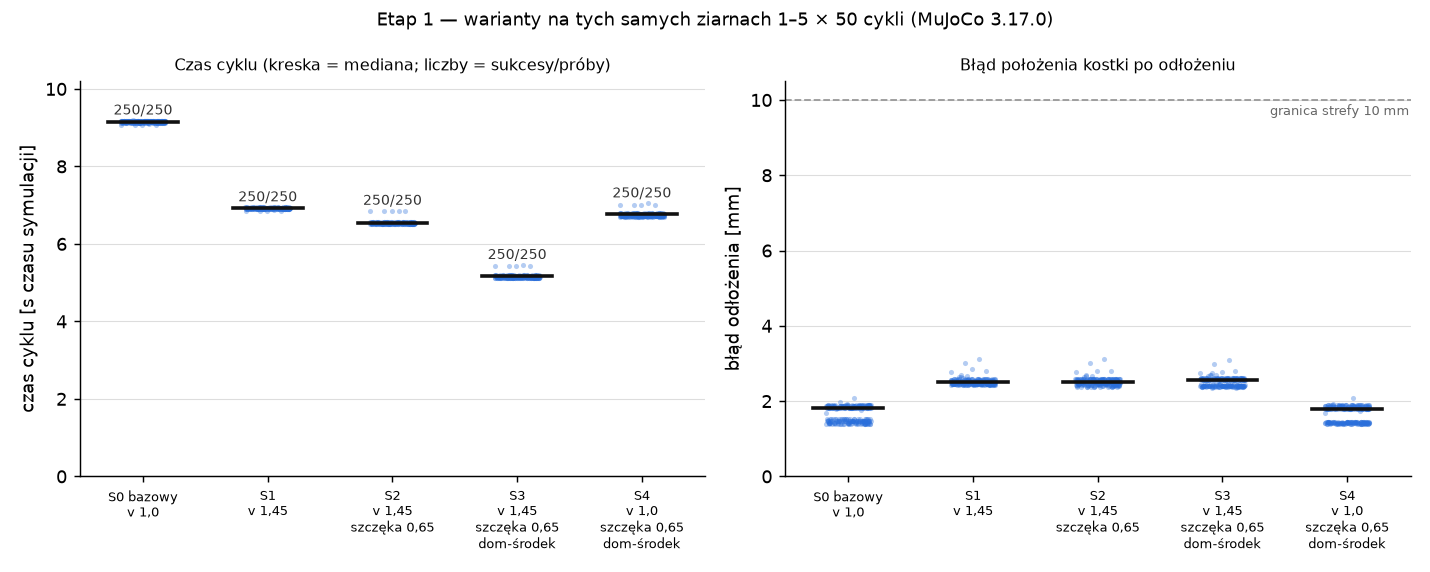 Etap 1 — warianty na tych samych ziarnach 1–5 × 50 cykli (MuJoCo 3.17.0)
Czas cyklu (kreska = mediana; liczby = sukcesy/próby)
czas cyklu [s czasu symulacji]
10
8
6
4
2
0
250/250
250/250
250/250
250/250
250/250
S0 bazowy
v 1,0
S1
v 1,45
S2
v 1,45
szczęka 0,65
S3
v 1,45
szczęka 0,65
dom-środek
S4
v 1,0
szczęka 0,65
dom-środek
Błąd położenia kostki po odłożeniu
błąd odłożenia [mm]
10
8
6
4
2
0
granica strefy 10 mm
S0 bazowy
v 1,0
S1
v 1,45
S2
v 1,45
szczęka 0,65
S3
v 1,45
szczęka 0,65
dom-środek
S4
v 1,0
szczęka 0,65
dom-środek